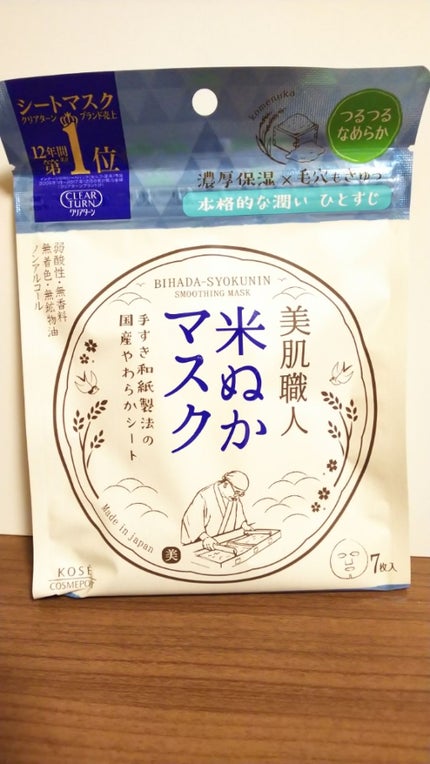 シートマスク
クリアターン ブランド売上
12年間
第1位
CLEAR
TURN
クリアターン
komenuka
つるつる
なめらか
濃厚保湿×毛穴もきゅっ
本格的な潤い ひとすじ
弱酸性・無香料
無着色・無鉱物油
ノンアルコール
BIHADA-SYOKUNIN
SMOOTHING MASK
美肌職人
米ぬか
マスク
手すき和紙製法の
国産やわらかシート
Made in japan
美
KOSÉ
COSMEPORT
7枚入